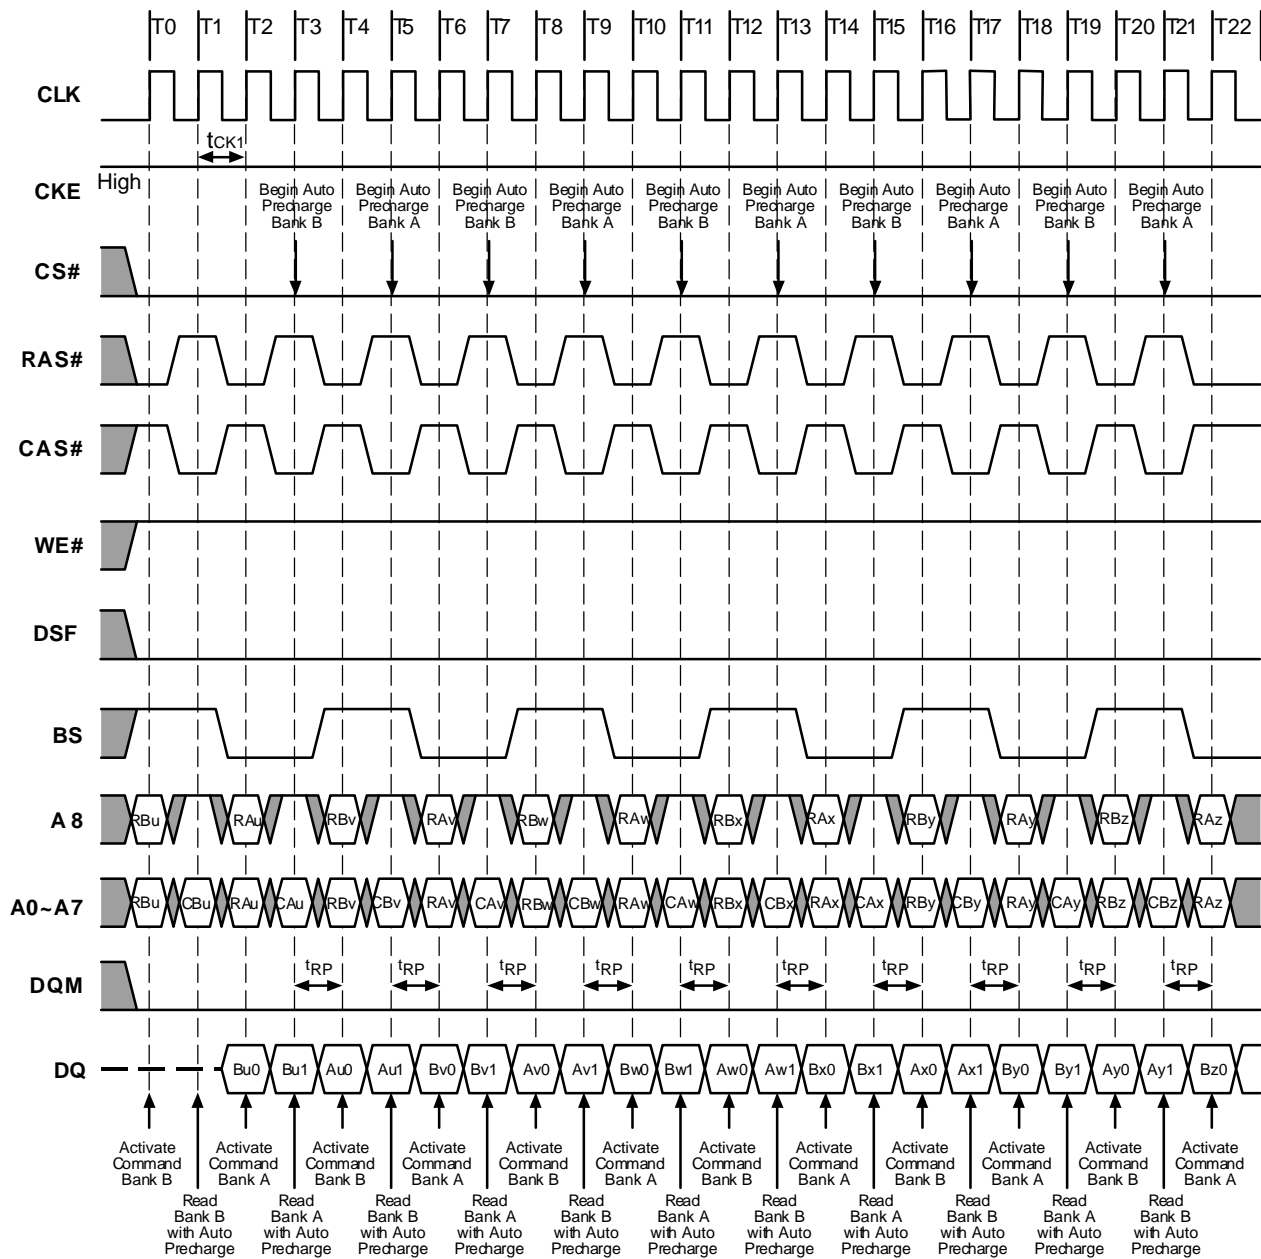 T0 T1 T2 T3 T4 T5 T6 T7 T8 T9 T10 T11 T12 T13 T14 T15 T16 T17 T18 T19 T20 T21 T22
CLK
tCK1
CKE
High
Begin Auto Precharge Bank B
Begin Auto Precharge Bank A
Begin Auto Precharge Bank B
Begin Auto Precharge Bank A
Begin Auto Precharge Bank B
Begin Auto Precharge Bank A
Begin Auto Precharge Bank B
Begin Auto Precharge Bank A
Begin Auto Precharge Bank B
Begin Auto Precharge Bank A
CS#
RAS#
CAS#
WE#
DSF
BS
A8 RBu RAu RBv RAv RBw RAw RBx RAx RBy RAy RBz RAz
A0~A7 RBu CBu RAu CAu RBv CBv RAv CAv RBw CBw RAw CAw RBx CBx RAx CAx RBy CBy RAy CAy RBz CBz RAz
DQM tRP tRP tRP tRP tRP tRP tRP tRP tRP tRP
DQ Bu0 Bu1 Au0 Au1 Bv0 Bv1 Av0 Av1 Bw0 Bw1 Aw0 Aw1 Bx0 Bx1 Ax0 Ax1 By0 By1 Ay0 Ay1 Bz0
Activate Command Bank B
Activate Command Bank A
Activate Command Bank B
Activate Command Bank A
Activate Command Bank B
Activate Command Bank A
Activate Command Bank B
Activate Command Bank A
Activate Command Bank B
Activate Command Bank A
Activate Command Bank B
Activate Command Bank A
Read Bank B with Auto Precharge
Read Bank A with Auto Precharge
Read Bank B with Auto Precharge
Read Bank A with Auto Precharge
Read Bank B with Auto Precharge
Read Bank A with Auto Precharge
Read Bank B with Auto Precharge
Read Bank A with Auto Precharge
Read Bank B with Auto Precharge
Read Bank A with Auto Precharge
Read Bank B with Auto Precharge